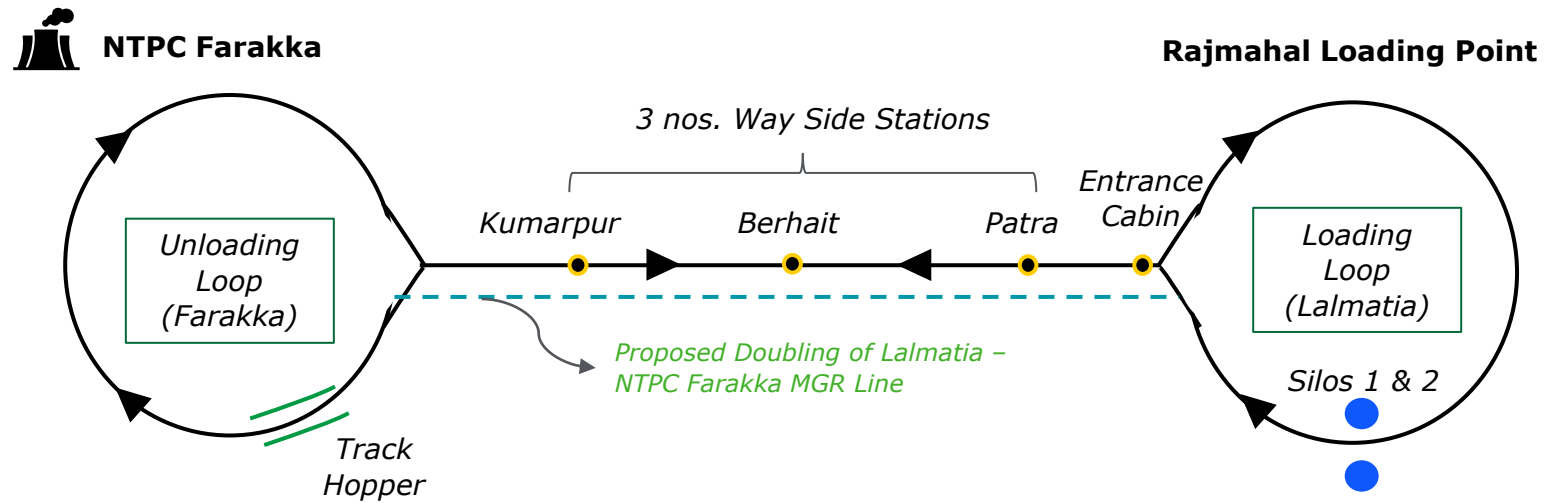 NTPC Farakka
Rajmahal Loading Point
3 nos. Way Side Stations
Entrance
Cabin
Kumarpur
Berhait
Patra
Unloading
Loop
(Farakka)
Loading
Loop
(Lalmatia)
Proposed Doubling of Lalmatia –
NTPC Farakka MGR Line
Silos 1 & 2
Track
Hopper